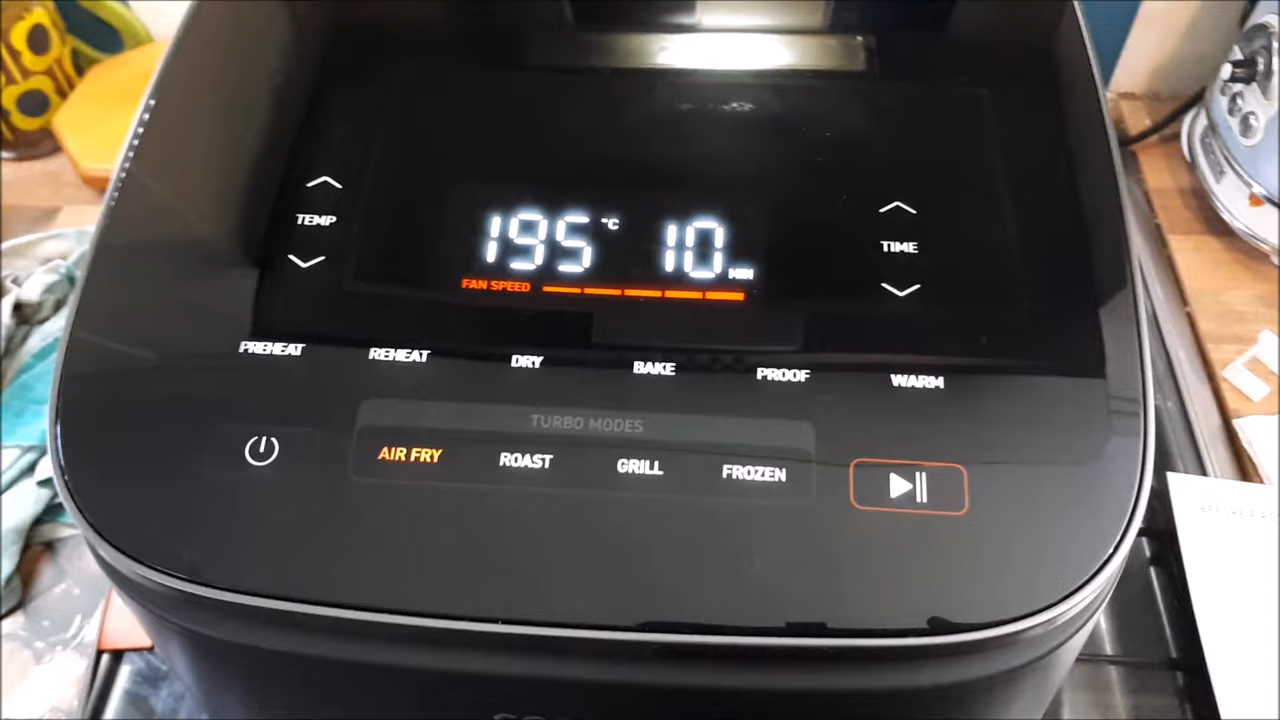 TEMP
195 °C 10 MIN
TIME
FAN SPEED
PREHEAT REHEAT DRY BAKE PROOF WARM
TURBO MODES
AIR FRY ROAST GRILL FROZEN